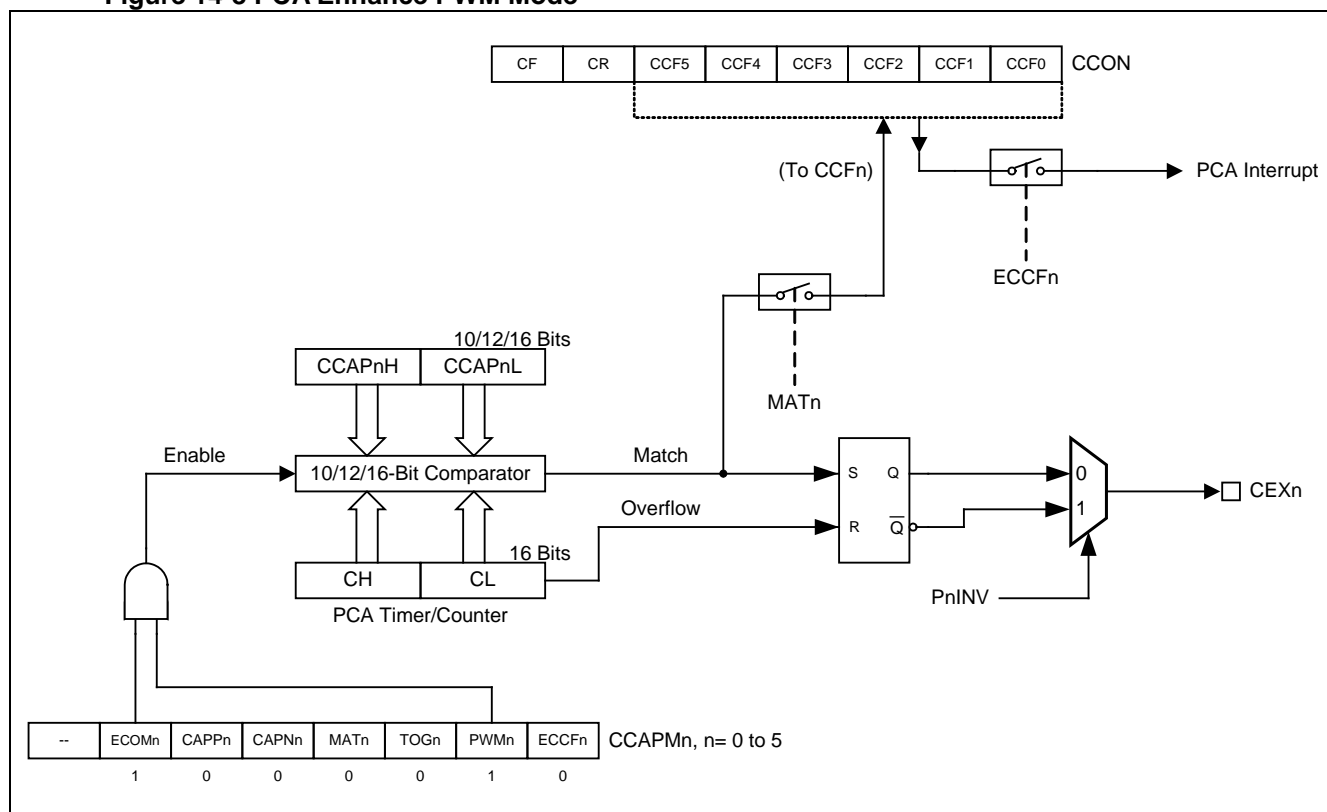 Figure PCA Enhance PWM Mode
CF CR CCF5 CCF4 CCF3 CCF2 CCF1 CCF0 CCON
(To CCFn)
PCA Interrupt
ECCFn
10/12/16 Bits
CCAPnH CCAPnL
MATn
Enable
10/12/16-Bit Comparator
Match
S Q
0
CEXn
Overflow
R Q
1
16 Bits
CH CL
PCA Timer/Counter
PnINV
-- ECOMn CAPPn CAPNn MATn TOGn PWMn ECCFn CCAPMn, n= 0 to 5
1 0 0 0 0 1 0